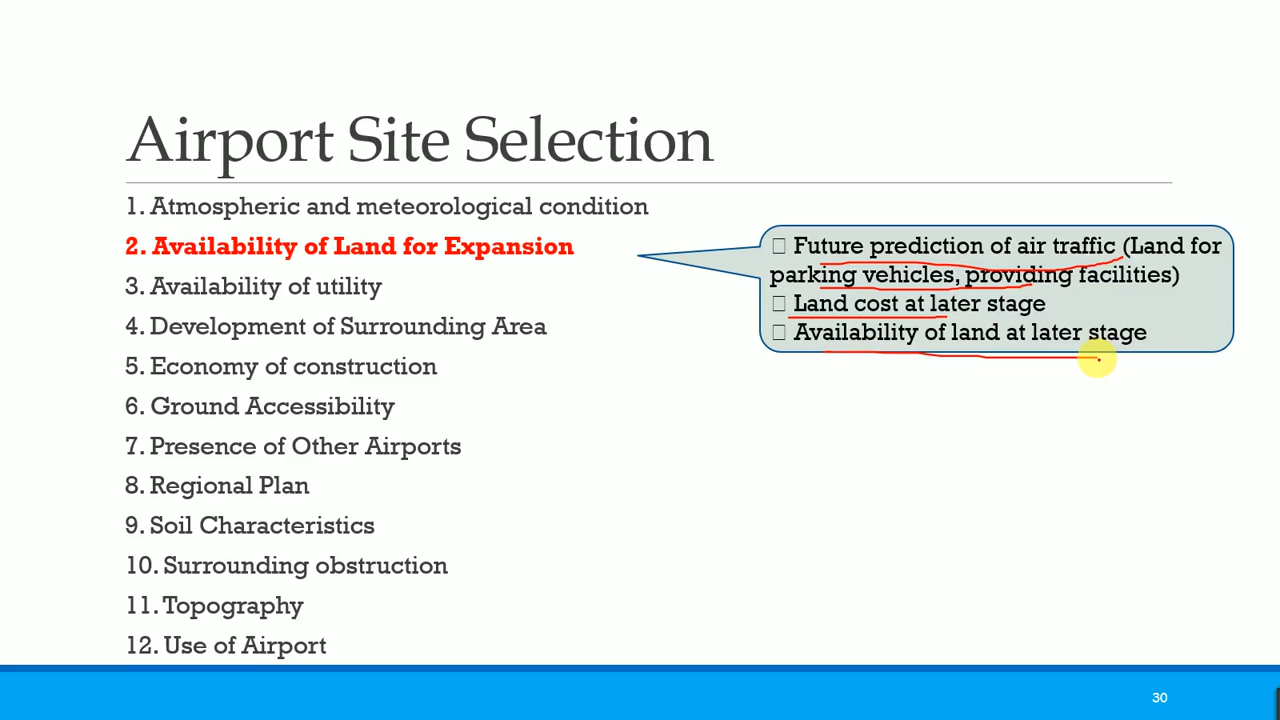 Airport Site Selection
1. Atmospheric and meteorological condition
2. Availability of Land for Expansion
3. Availability of utility
4. Development of Surrounding Area
5. Economy of construction
6. Ground Accessibility
7. Presence of Other Airports
8. Regional Plan
9. Soil Characteristics
10. Surrounding obstruction
11. Topography
12. Use of Airport
Future prediction of air traffic (Land for
parking vehicles, providing facilities)
Land cost at later stage
Availability of land at later stage
30